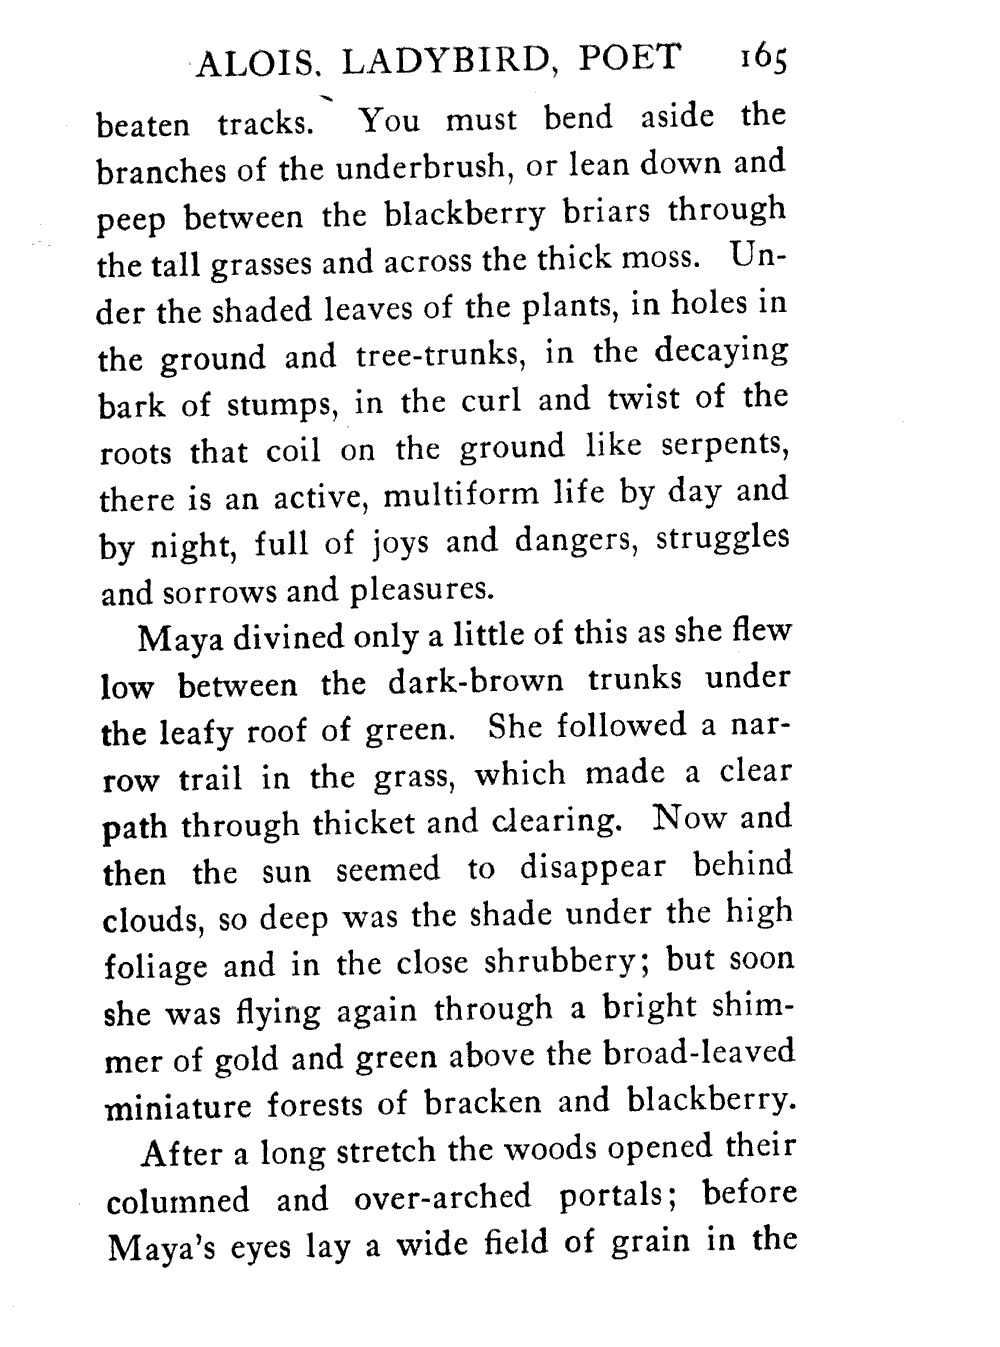 ALOIS, LADYBIRD, POET 165
beaten tracks. You must bend aside the
branches of the underbrush, or lean down and
peep between the blackberry briars through
the tall grasses and across the thick moss. Un-
der the shaded leaves of the plants, in holes in
the ground and tree-trunks, in the decaying
bark of stumps, in the curl and twist of the
roots that coil on the ground like serpents,
there is an active, multiform life by day and
by night, full of joys and dangers, struggles
and sorrows and pleasures.
Maya divined only a little of this as she flew
low between the dark-brown trunks under
the leafy roof of green. She followed a nar-
row trail in the grass, which made a clear
path through thicket and clearing. Now and
then the sun seemed to disappear behind
clouds, so deep was the shade under the high
foliage and in the close shrubbery; but soon
she was flying again through a bright shim-
mer of gold and green above the broad-leaved
miniature forests of bracken and blackberry.
After a long stretch the woods opened their
columned and over-arched portals; before
Maya's eyes lay a wide field of grain in the